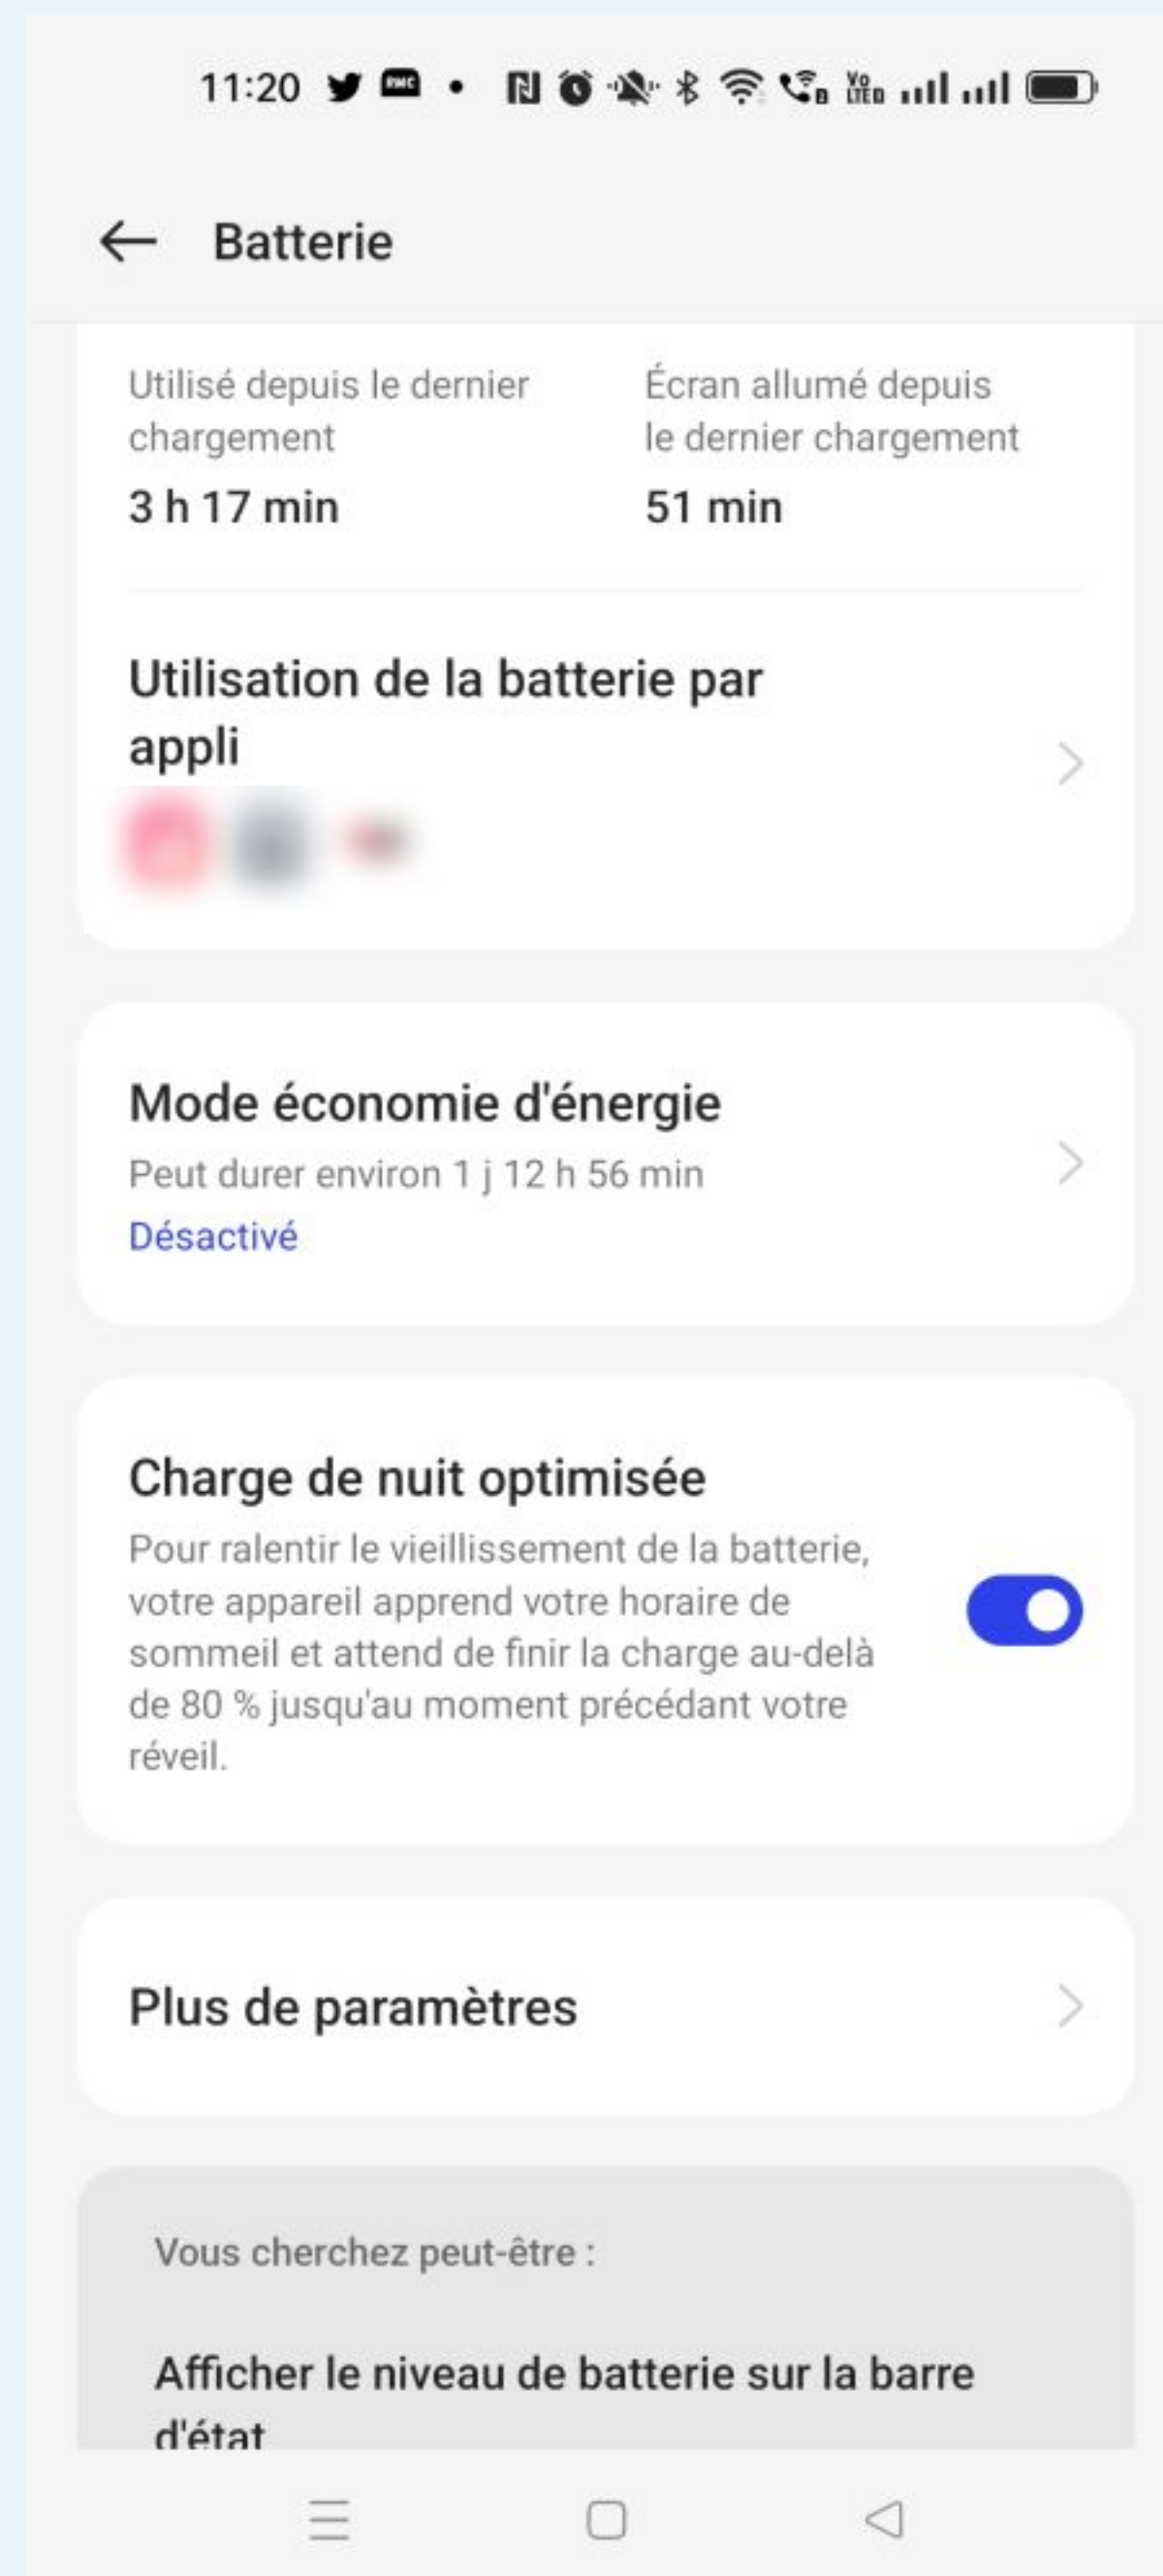 11:20
RMC
Vo
LTE
Batterie
Utilisé depuis le dernier
chargement
3 h 17 min
Écran allumé depuis
le dernier chargement
51 min
Utilisation de la batterie par
appli
Mode économie d'énergie
Peut durer environ 1 j 12 h 56 min
Désactivé
Charge de nuit optimisée
Pour ralentir le vieillissement de la batterie,
votre appareil apprend votre horaire de
sommeil et attend de finir la charge au-delà
de 80 % jusqu'au moment précédant votre
réveil.
Plus de paramètres
Vous cherchez peut-être :
Afficher le niveau de batterie sur la barre
d'état